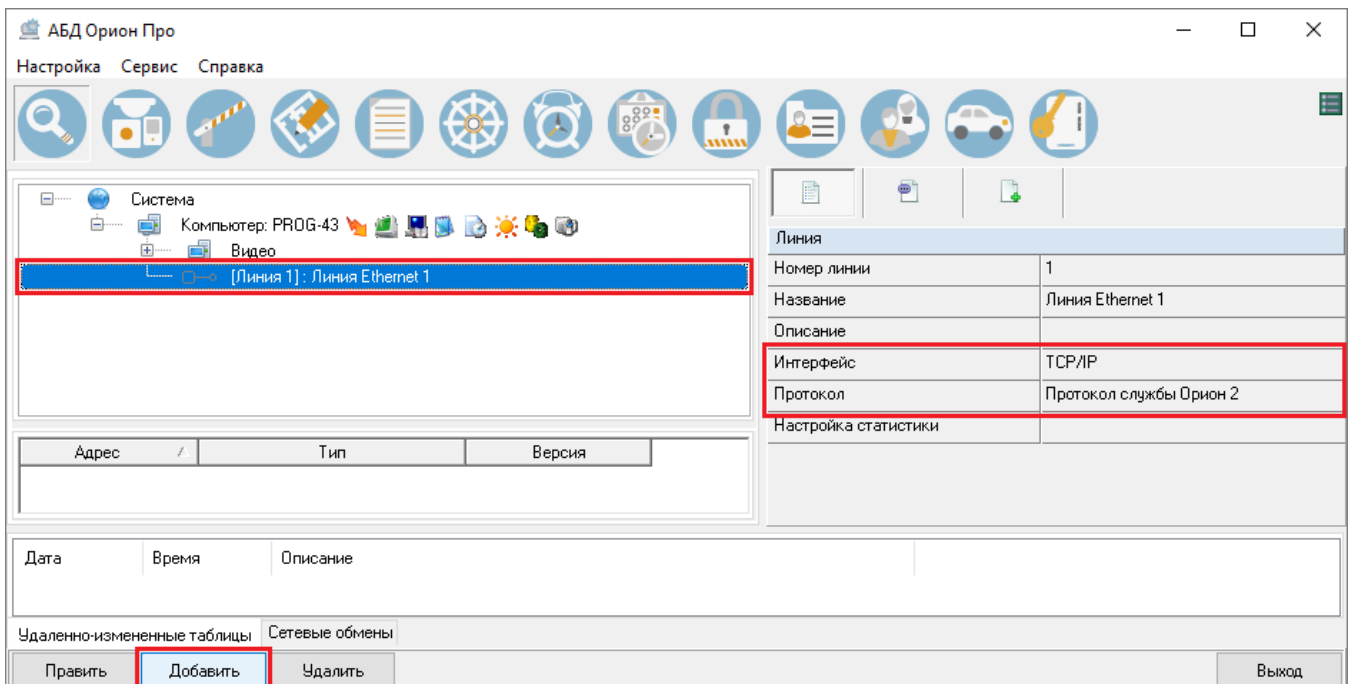 АБД Орион Про
Настройка Сервис Справка
Система
Компьютер: PROG-43
Видео
[Линия 1] : Линия Ethernet 1
Адрес Тип Версия
Линия
Номер линии 1
Название Линия Ethernet 1
Описание
Интерфейс TCP/IP
Протокол Протокол службы Орион 2
Настройка статистики
Дата Время Описание
Удаленно-измененные таблицы Сетевые обмены
Править Добавить Удалить Выход